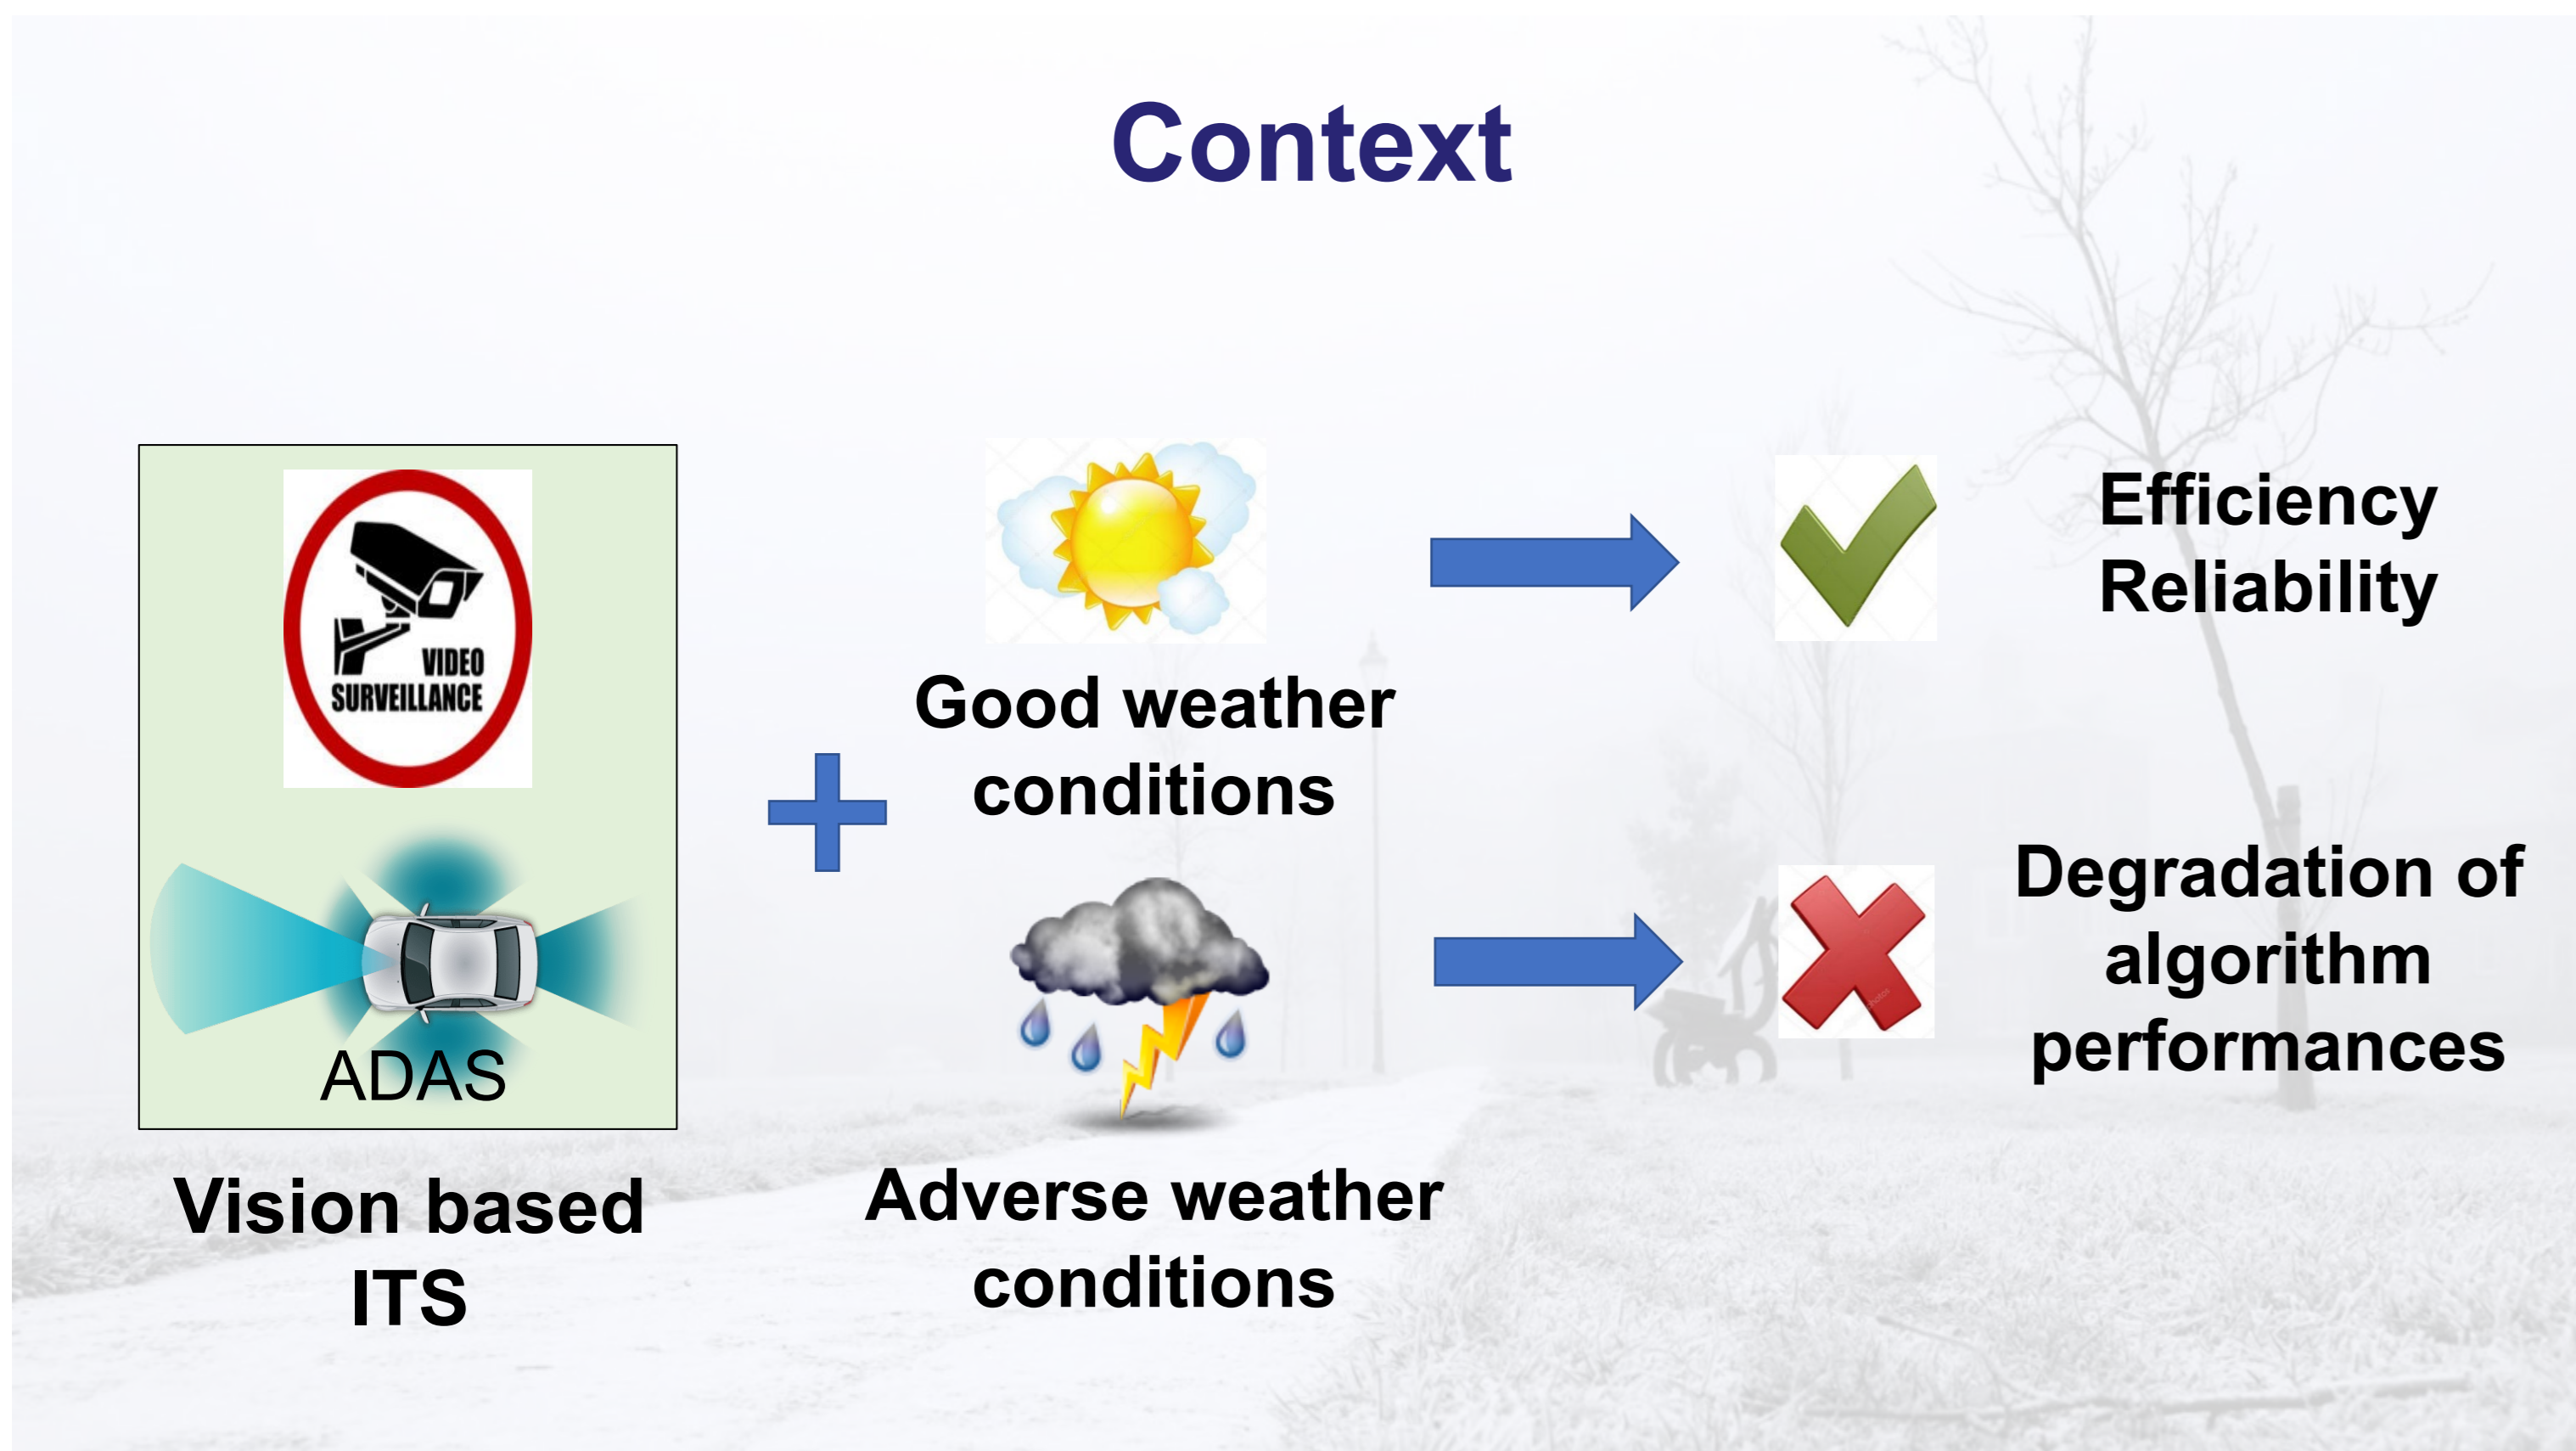 Context
VIDEO
SURVEILLANCE
ADAS
Vision based
ITS
Good weather
conditions
Adverse weather
conditions
Efficiency
Reliability
Degradation of
algorithm
performances